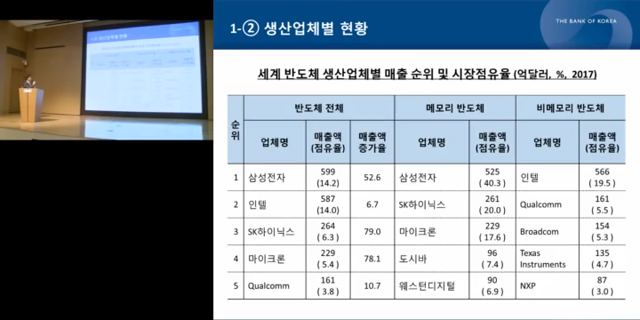 1-② 생산업체별 현황
THE BANK OF KOREA
세계 반도체 생산업체별 매출 순위 및 시장점유율 (억달러, %, 2017)
순위 반도체 전체 메모리 반도체 비메모리 반도체
업체명 매출액 (점유율) 매출액 증가율 업체명 매출액 (점유율) 업체명 매출액 (점유율)
1 삼성전자 599 (14.2) 52.6 삼성전자 525 (40.3) 인텔 566 (19.5)
2 인텔 587 (14.0) 6.7 SK하이닉스 261 (20.0) Qualcomm 161 (5.5)
3 SK하이닉스 264 (6.3) 79.0 마이크론 229 (17.6) Broadcom 154 (5.3)
4 마이크론 229 (5.4) 78.1 도시바 96 (7.4) Texas Instruments 135 (4.7)
5 Qualcomm 161 (3.8) 10.7 웨스턴디지털 90 (6.9) NXP 87 (3.0)